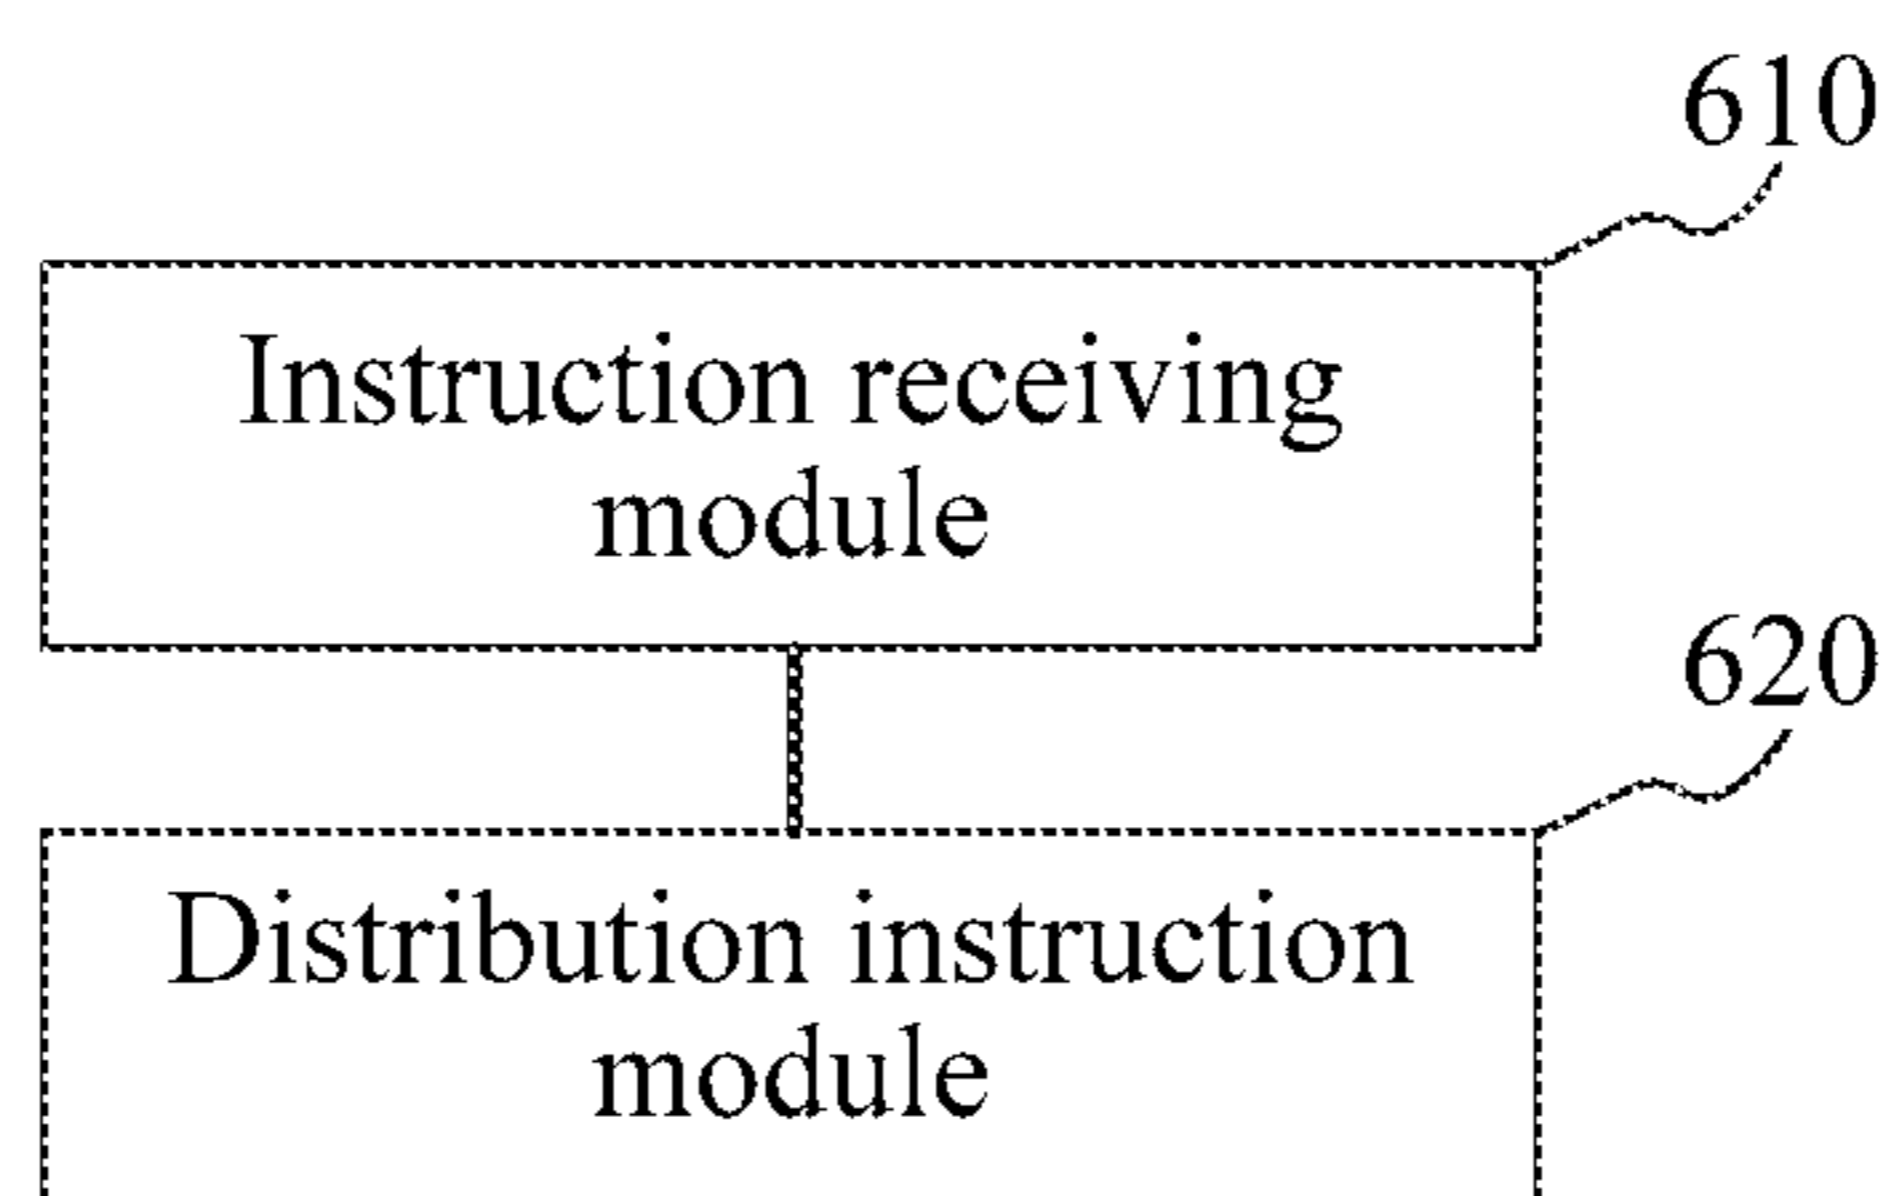 610
Instruction receiving
module
620
Distribution instruction
module